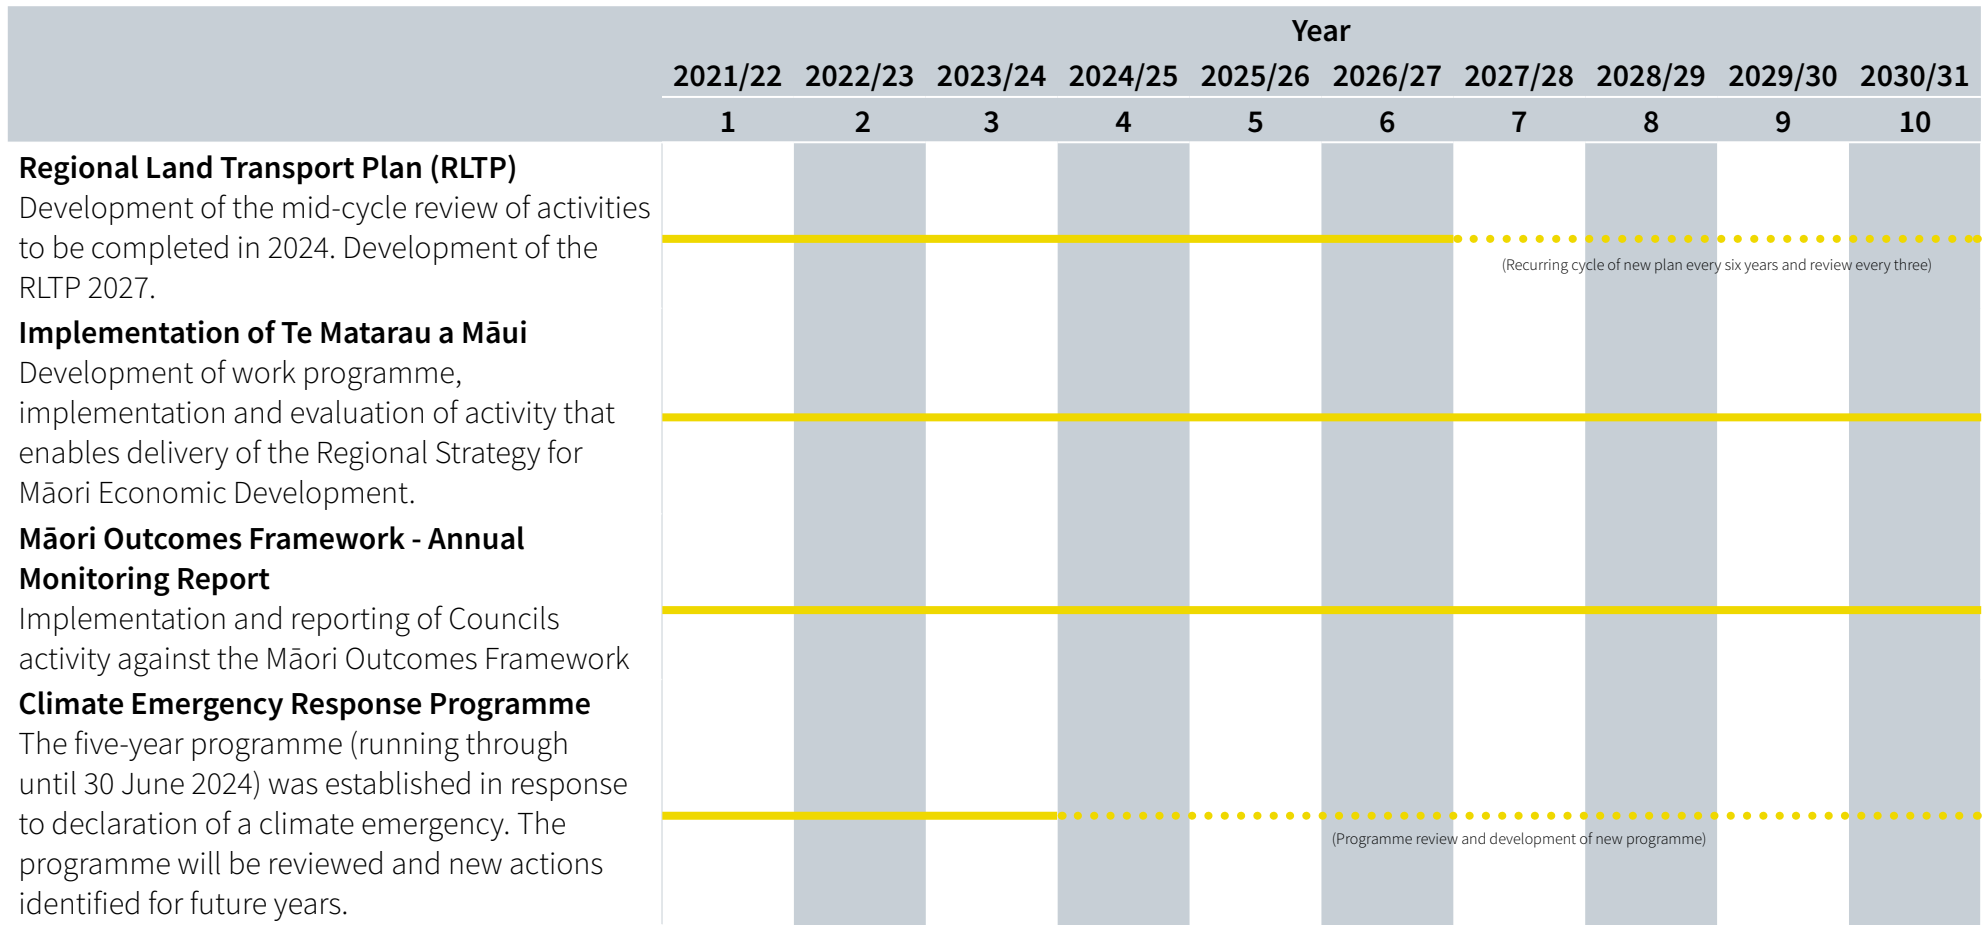 Year
2021/22 2022/23 2023/24 2024/25 2025/26 2026/27 2027/28 2028/29 2029/30 2030/31
1 2 3 4 5 6 7 8 9 10
Regional Land Transport Plan (RLTP)
Development of the mid-cycle review of activities
to be completed in 2024. Development of the
RLTP 2027.
(Recurring cycle of new plan every six years and review every three)
Implementation of Te Matarau a Māui
Development of work programme,
implementation and evaluation of activity that
enables delivery of the Regional Strategy for
Māori Economic Development.
Māori Outcomes Framework - Annual
Monitoring Report
Implementation and reporting of Councils
activity against the Māori Outcomes Framework
Climate Emergency Response Programme
The five-year programme (running through
until 30 June 2024) was established in response
to declaration of a climate emergency. The
programme will be reviewed and new actions
identified for future years.
(Programme review and development of new programme)